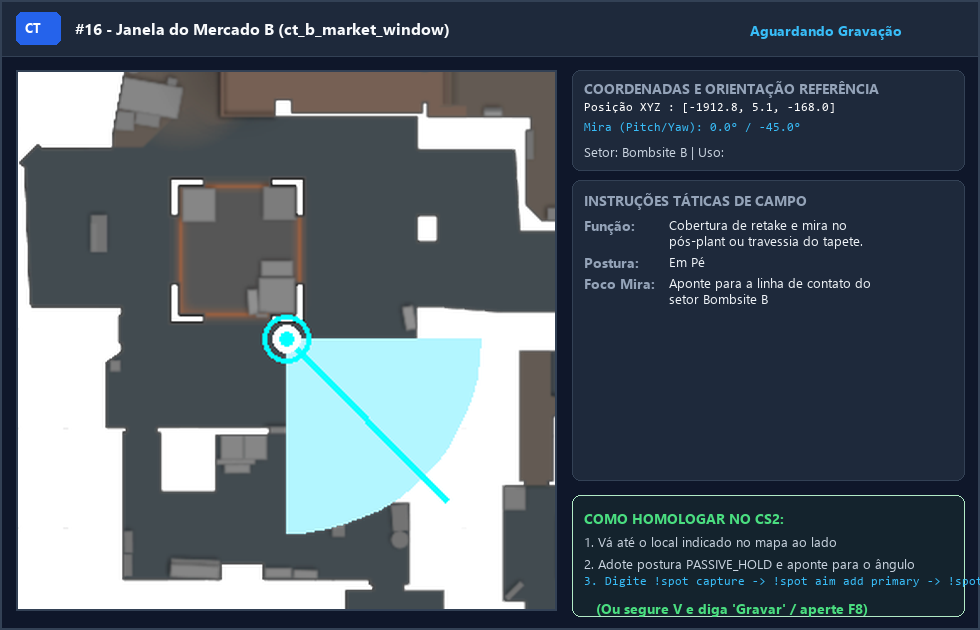 CT
#16 - Janela do Mercado B (ct_b_market_window)
Aguardando Gravação
COORDENADAS E ORIENTAÇÃO REFERÊNCIA
Posição XYZ : [-1912.8, 5.1, -168.0]
Mira (Pitch/Yaw): 0.0° / -45.0°
Setor: Bombsite B | Uso:
INSTRUÇÕES TÁTICAS DE CAMPO
Função: Cobertura de retake e mira no
pós-plant ou travessia do tapete.
Postura: Em Pé
Foco Mira: Aponte para a linha de contato do
setor Bombsite B
COMO HOMOLOGAR NO CS2:
1. Vá até o local indicado no mapa ao lado
2. Adote postura PASSIVE_HOLD e aponte para o ângulo
3. Digite !spot capture -> !spot aim add primary -> !spot
(Ou segure V e diga 'Gravar' / aperte F8)